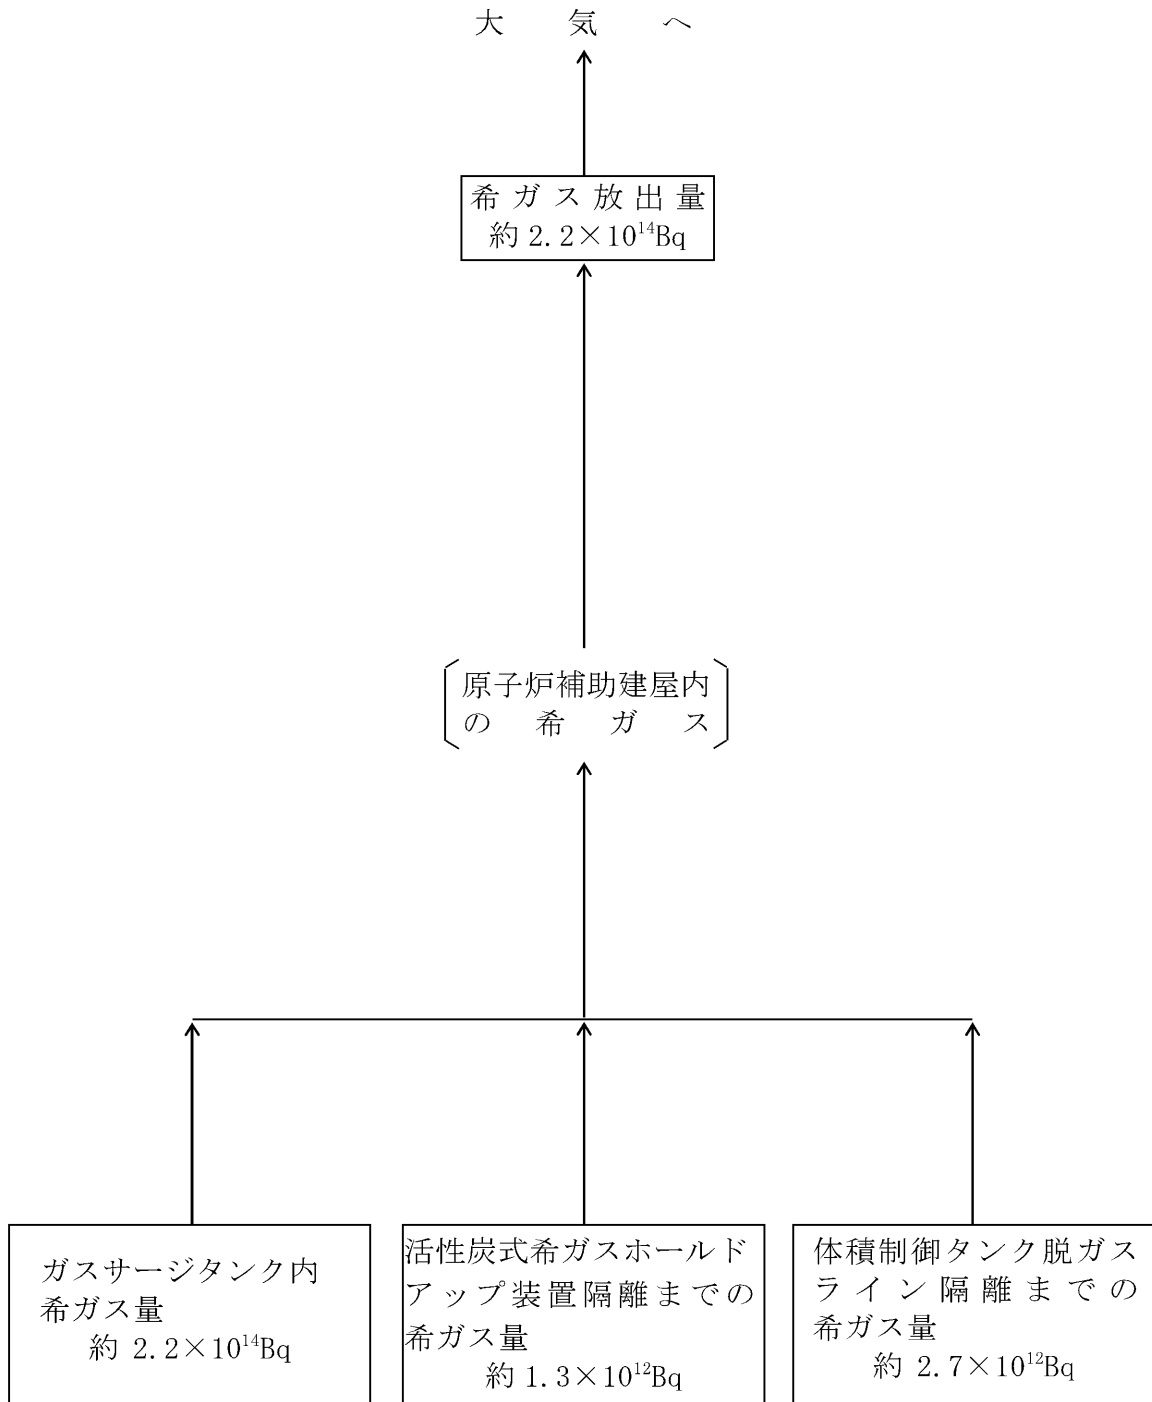 大気へ
希ガス放出量
約2.2×10¹⁴Bq
原子炉補助建屋内
の希ガス
ガスサージタンク内
希ガス量
約 2.2×10¹⁴Bq
活性炭式希ガスホールド
アップ装置隔離までの
希ガス量
約1.3×10¹²Bq
体積制御タンク脱ガス
ライン隔離までの
希ガス量
約 2.7×10¹²Bq